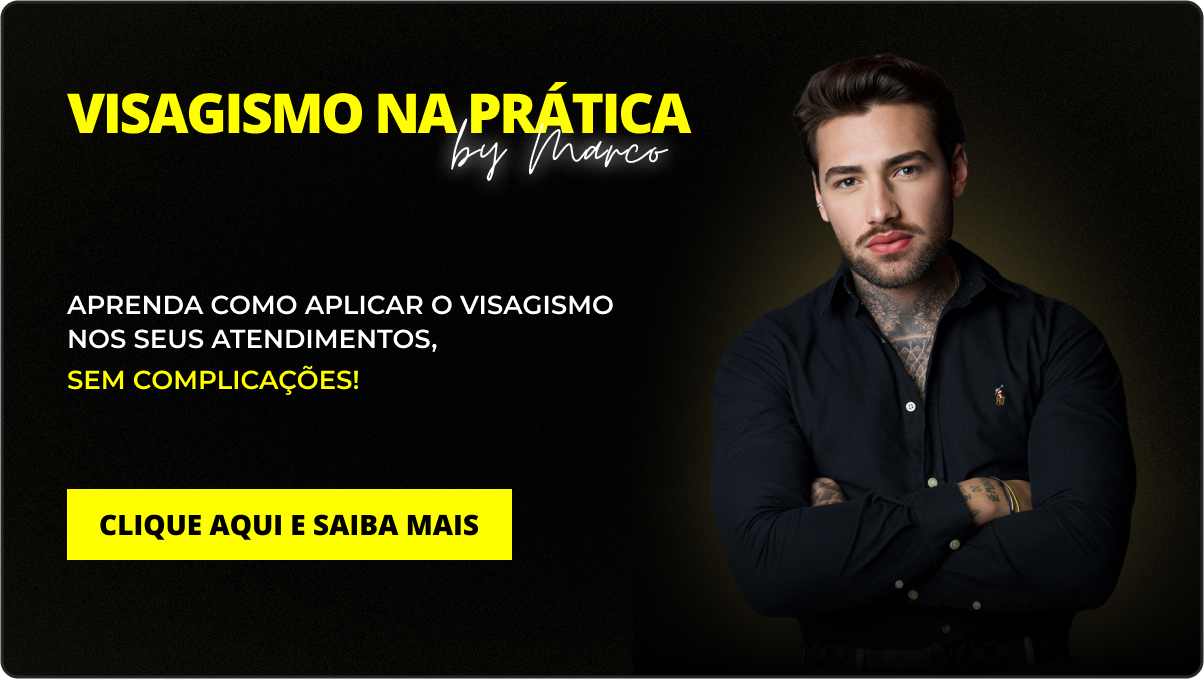 VISAGISMO NA PRÁTICA
by Marco
APRENDA COMO APLICAR O VISAGISMO
NOS SEUS ATENDIMENTOS,
SEM COMPLICAÇÕES!
CLIQUE AQUI E SAIBA MAIS